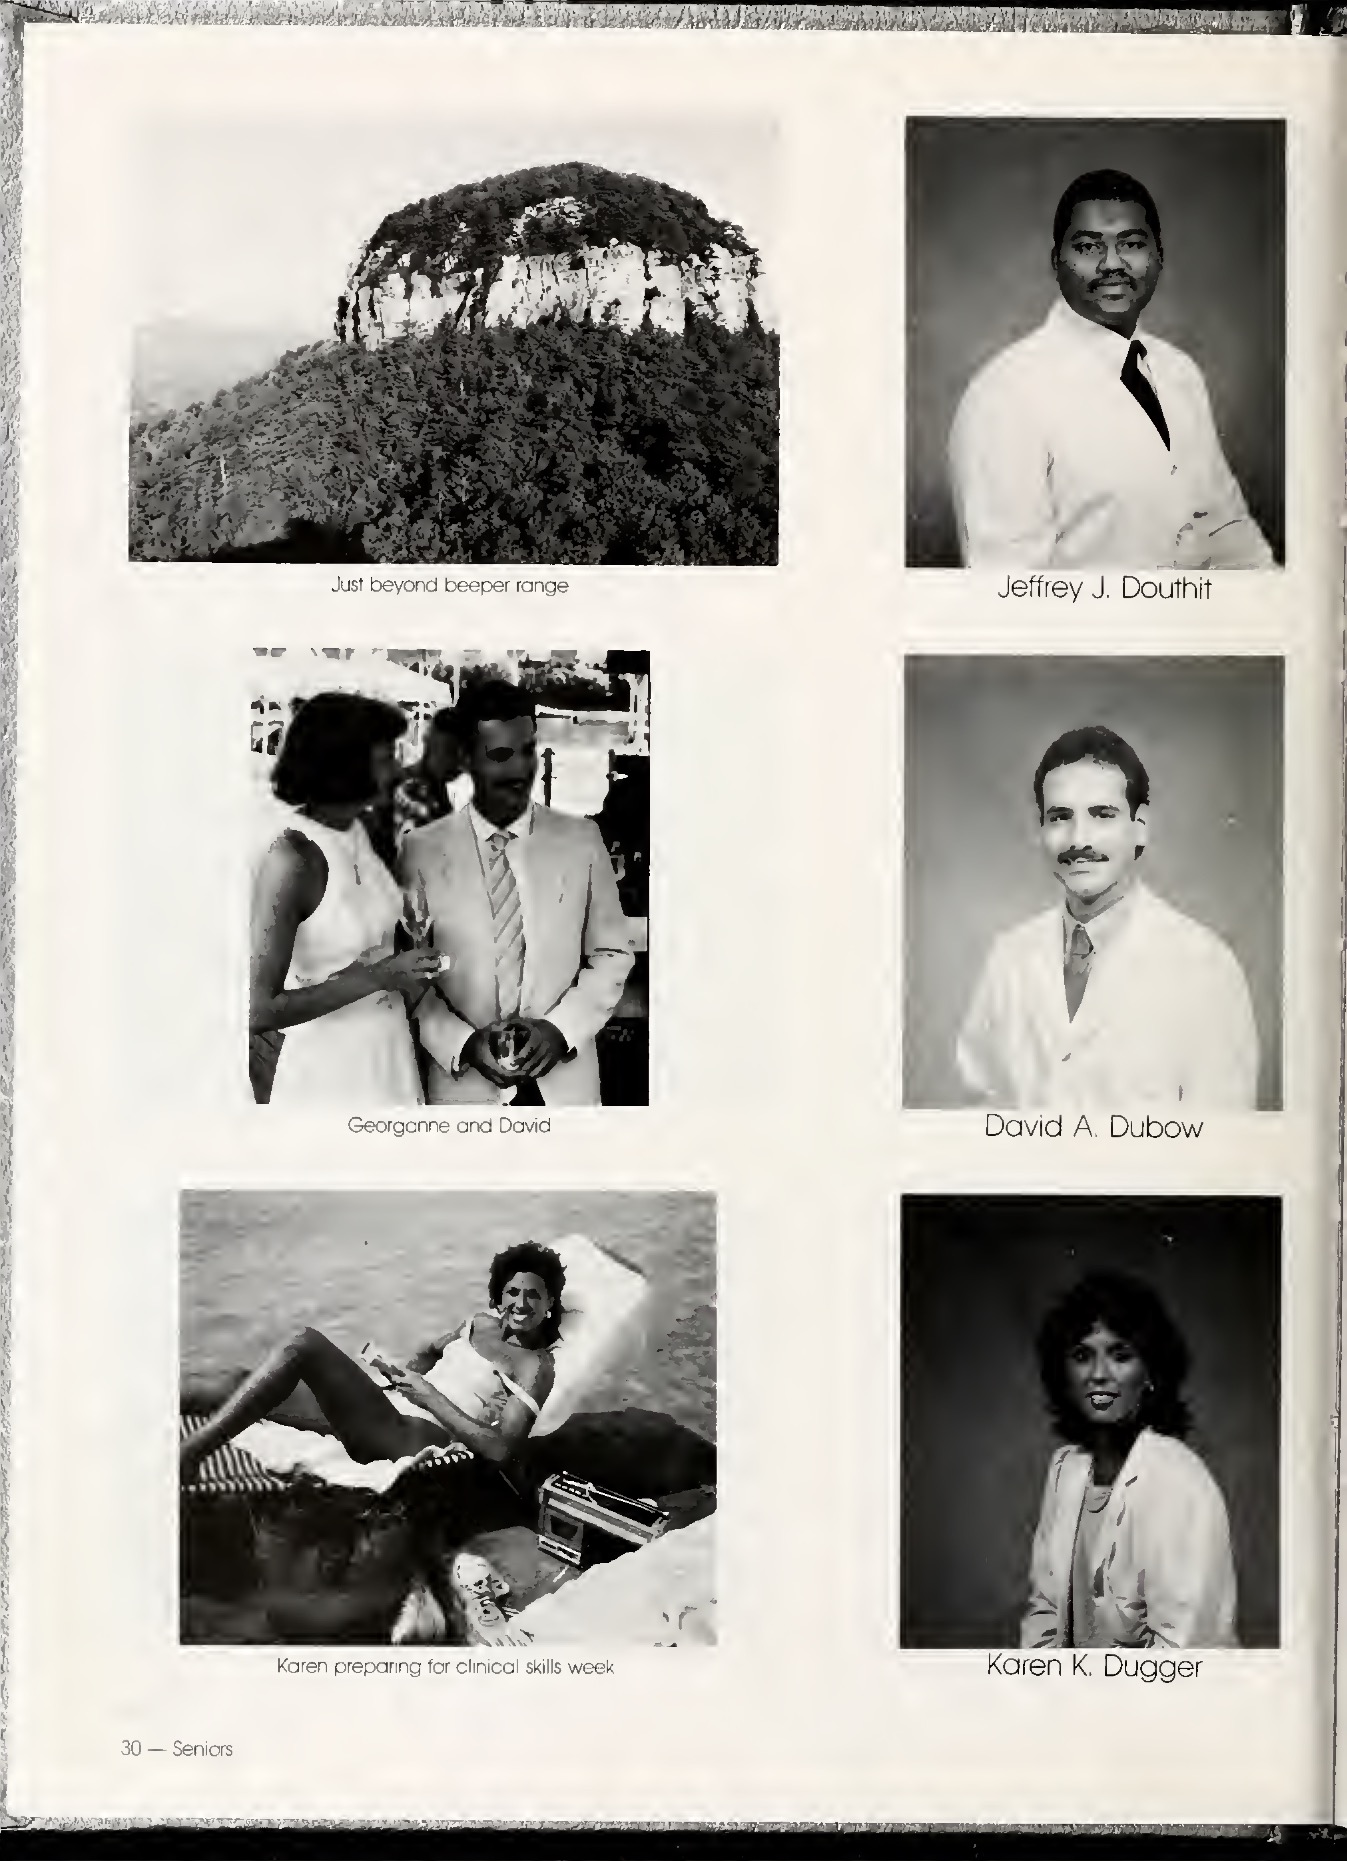 Just beyond beeper range
Jeffrey J. Douthit
Georganne and David
David A. Dubow
Karen preparing for clinical skills week
Karen K. Dugger
30 — Seniors